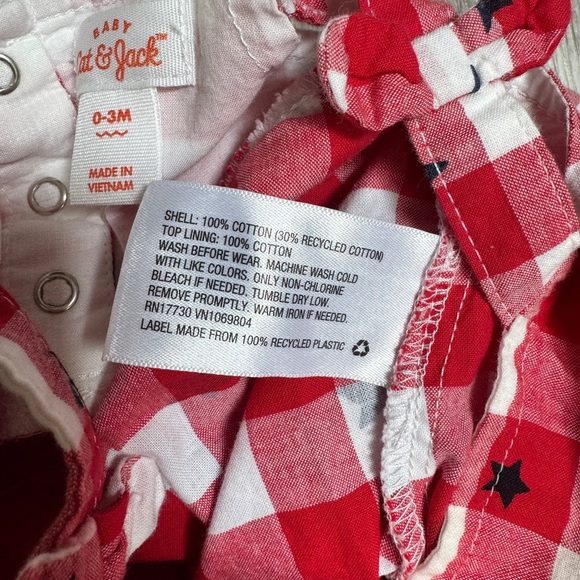 BABY
Cat & Jack™
0-3M
MADE IN
VIETNAM
SHELL: 100% COTTON (30% RECYCLED COTTON)
TOP LINING: 100% COTTON
WASH BEFORE WEAR. MACHINE WASH COLD
WITH LIKE COLORS. ONLY NON-CHLORINE
BLEACH IF NEEDED. TUMBLE DRY LOW.
REMOVE PROMPTLY. WARM IRON IF NEEDED.
RN17730 VN1069804
LABEL MADE FROM 100% RECYCLED PLASTIC